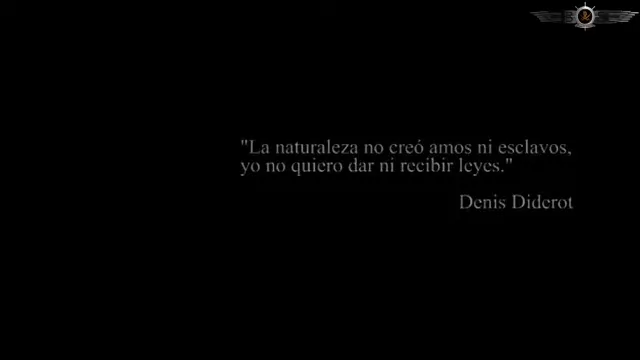 "La naturaleza no creó amos ni esclavos,
yo no quiero dar ni recibir leyes."
Denis Diderot